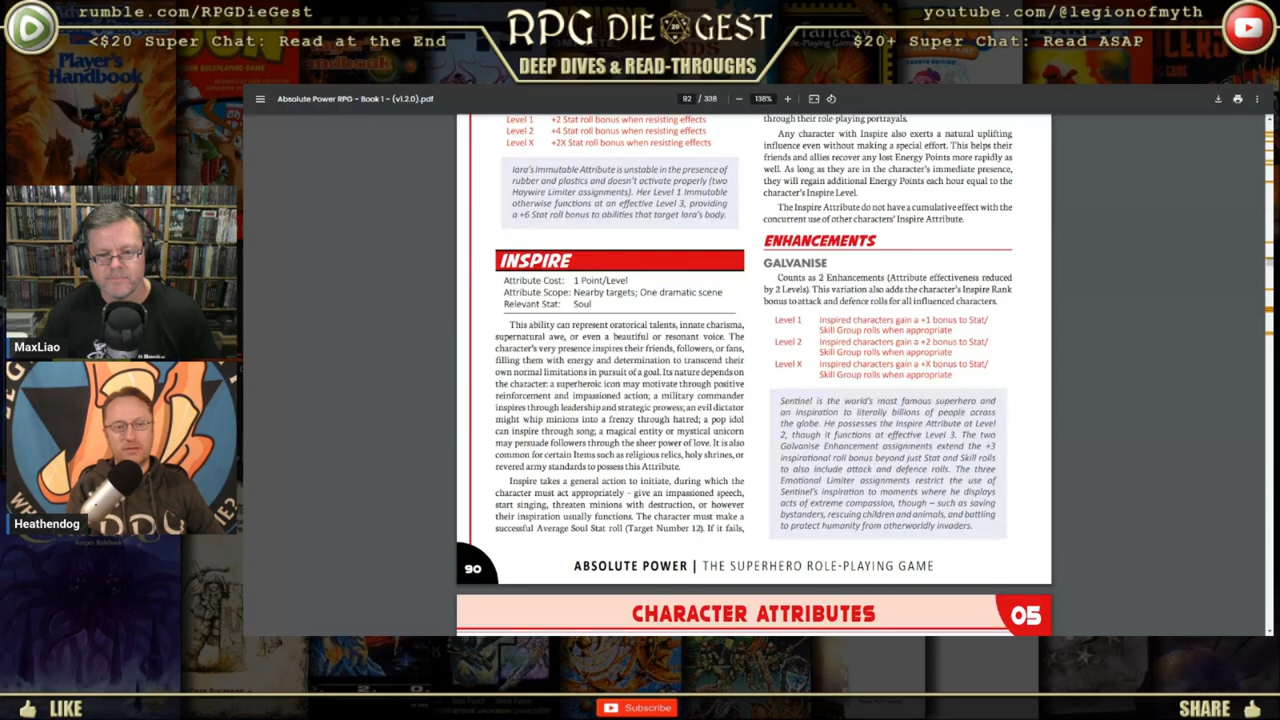 rumble.com/RPGDieGest
<$20 Super Chat: Read at the End
RPG DIE GEST
DEEP DIVES & READ-THROUGHS
youtube.com/@legionofmyth
$20+ Super Chat: Read ASAP
Player's
Handbook
Absolute Power RPG - Book 1 - (v1.2.0).pdf
92 / 338
138%
Level 1 +2 Stat roll bonus when resisting effects
Level 2 +4 Stat roll bonus when resisting effects
Level X +2X Stat roll bonus when resisting effects
Iara's Immutable Attribute is unstable in the presence of
rubber and plastics and doesn't activate properly (two
Haywire Limiter assignments). Her Level 1 Immutable
otherwise functions at an effective Level 3, providing
a +6 Stat roll bonus to abilities that target Iara's body.
INSPIRE
Attribute Cost: 1 Point/Level
Attribute Scope: Nearby targets; One dramatic scene
Relevant Stat: Soul
This ability can represent oratorical talents, innate charisma,
supernatural awe, or even a beautiful or resonant voice. The
character's very presence inspires their friends, followers, or fans,
filling them with energy and determination to transcend their
own normal limitations in pursuit of a goal. Its nature depends on
the character: a superheroic icon may motivate through positive
reinforcement and impassioned action; a military commander
inspires through leadership and strategic prowess; an evil dictator
might whip minions into a frenzy through hatred; a pop idol
can inspire through song; a magical entity or mystical unicorn
may persuade followers through the sheer power of love. It is also
common for certain Items such as religious relics, holy shrines, or
revered army standards to possess this Attribute.
Inspire takes a general action to initiate, during which the
character must act appropriately – give an impassioned speech,
start singing, threaten minions with destruction, or however
their inspiration usually functions. The character must make a
successful Average Soul Stat roll (Target Number 12). If it fails,
through their role-playing portrayals.
Any character with Inspire also exerts a natural uplifting
influence even without making a special effort. This helps their
friends and allies recover any lost Energy Points more rapidly as
well. As long as they are in the character's immediate presence,
they will regain additional Energy Points each hour equal to the
character's Inspire Level.
The Inspire Attribute do not have a cumulative effect with the
concurrent use of other characters' Inspire Attribute.
ENHANCEMENTS
GALVANISE
Counts as 2 Enhancements (Attribute effectiveness reduced
by 2 Levels). This variation also adds the character's Inspire Rank
bonus to attack and defence rolls for all influenced characters.
Level 1 Inspired characters gain a +1 bonus to Stat/
Skill Group rolls when appropriate
Level 2 Inspired characters gain a +2 bonus to Stat/
Skill Group rolls when appropriate
Level X Inspired characters gain a +X bonus to Stat/
Skill Group rolls when appropriate
Sentinel is the world's most famous superhero and
an inspiration to literally billions of people across
the globe. He possesses the Inspire Attribute at Level
2, though it functions at effective Level 3. The two
Galvanise Enhancement assignments extend the +3
inspirational roll bonus beyond just Stat and Skill rolls
to also include attack and defence rolls. The three
Emotional Limiter assignments restrict the use of
Sentinel's inspiration to moments where he displays
acts of extreme compassion, though – such as saving
bystanders, rescuing children and animals, and battling
to protect humanity from otherworldly invaders.
90
ABSOLUTE POWER | THE SUPERHERO ROLE-PLAYING GAME
CHARACTER ATTRIBUTES
05
MaxLiao
Heathendog
LIKE
Subscribe
SHARE